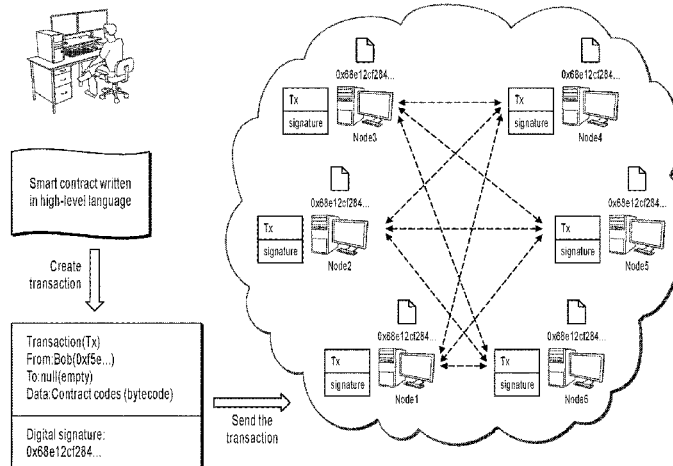 Smart contract written
in high-level language
Create
transaction
Transaction(Tx)
From:Bob(0xf5e...)
To:null(empty)
Data:Contract codes (bytecode)
Digital signature:
0x68e12cf284...
Send the
transaction
0x68e12cf284...
Tx
signature
Node3
0x68e12cf284...
Tx
signature
Node4
0x68e12cf284...
Tx
signature
Node2
0x68e12cf284...
Tx
signature
Node5
0x68e12cf284...
Tx
signature
Node1
0x68e12cf284...
Tx
signature
Node6